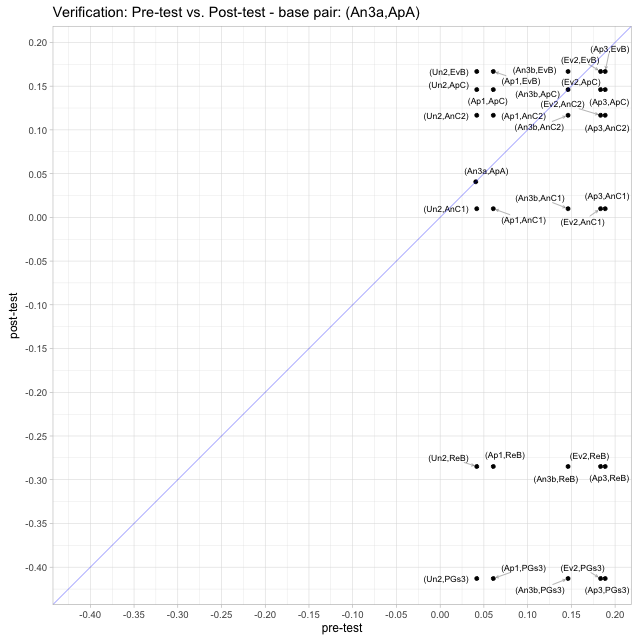 Verification: Pre-test vs. Post-test - base pair: (An3a,ApA)
0.20
(Ap3,EvB)
(Ev2,EvB)
(Un2,EvB)
(An3b,EvB)
0.15
(Un2,ApC)
(Ap1,EvB)
(Ev2,ApC)
(An3b,ApC)
(Ap1,ApC)
(Ev2,AnC2)
(Ap3,ApC)
(Un2,AnC2)
(Ap1,AnC2)
0.10
(An3b,AnC2)
(Ap3,AnC2)
0.05
(An3a,ApA)
0.00
(Un2,AnC1)
(An3b,AnC1)
(Ap3,AnC1)
(Ap1,AnC1)
(Ev2,AnC1)
-0.05
-0.10
post-test
-0.15
-0.20
-0.25
(Un2,ReB)
(Ap1,ReB)
(Ev2,ReB)
-0.30
(An3b,ReB)
(Ap3,ReB)
-0.35
-0.40
(Un2,PGs3)
(Ap1,PGs3)
(Ev2,PGs3)
(An3b,PGs3)
(Ap3,PGs3)
-0.40 -0.35 -0.30 -0.25 -0.20 -0.15 -0.10 -0.05 0.00 0.05 0.10 0.15 0.20
pre-test